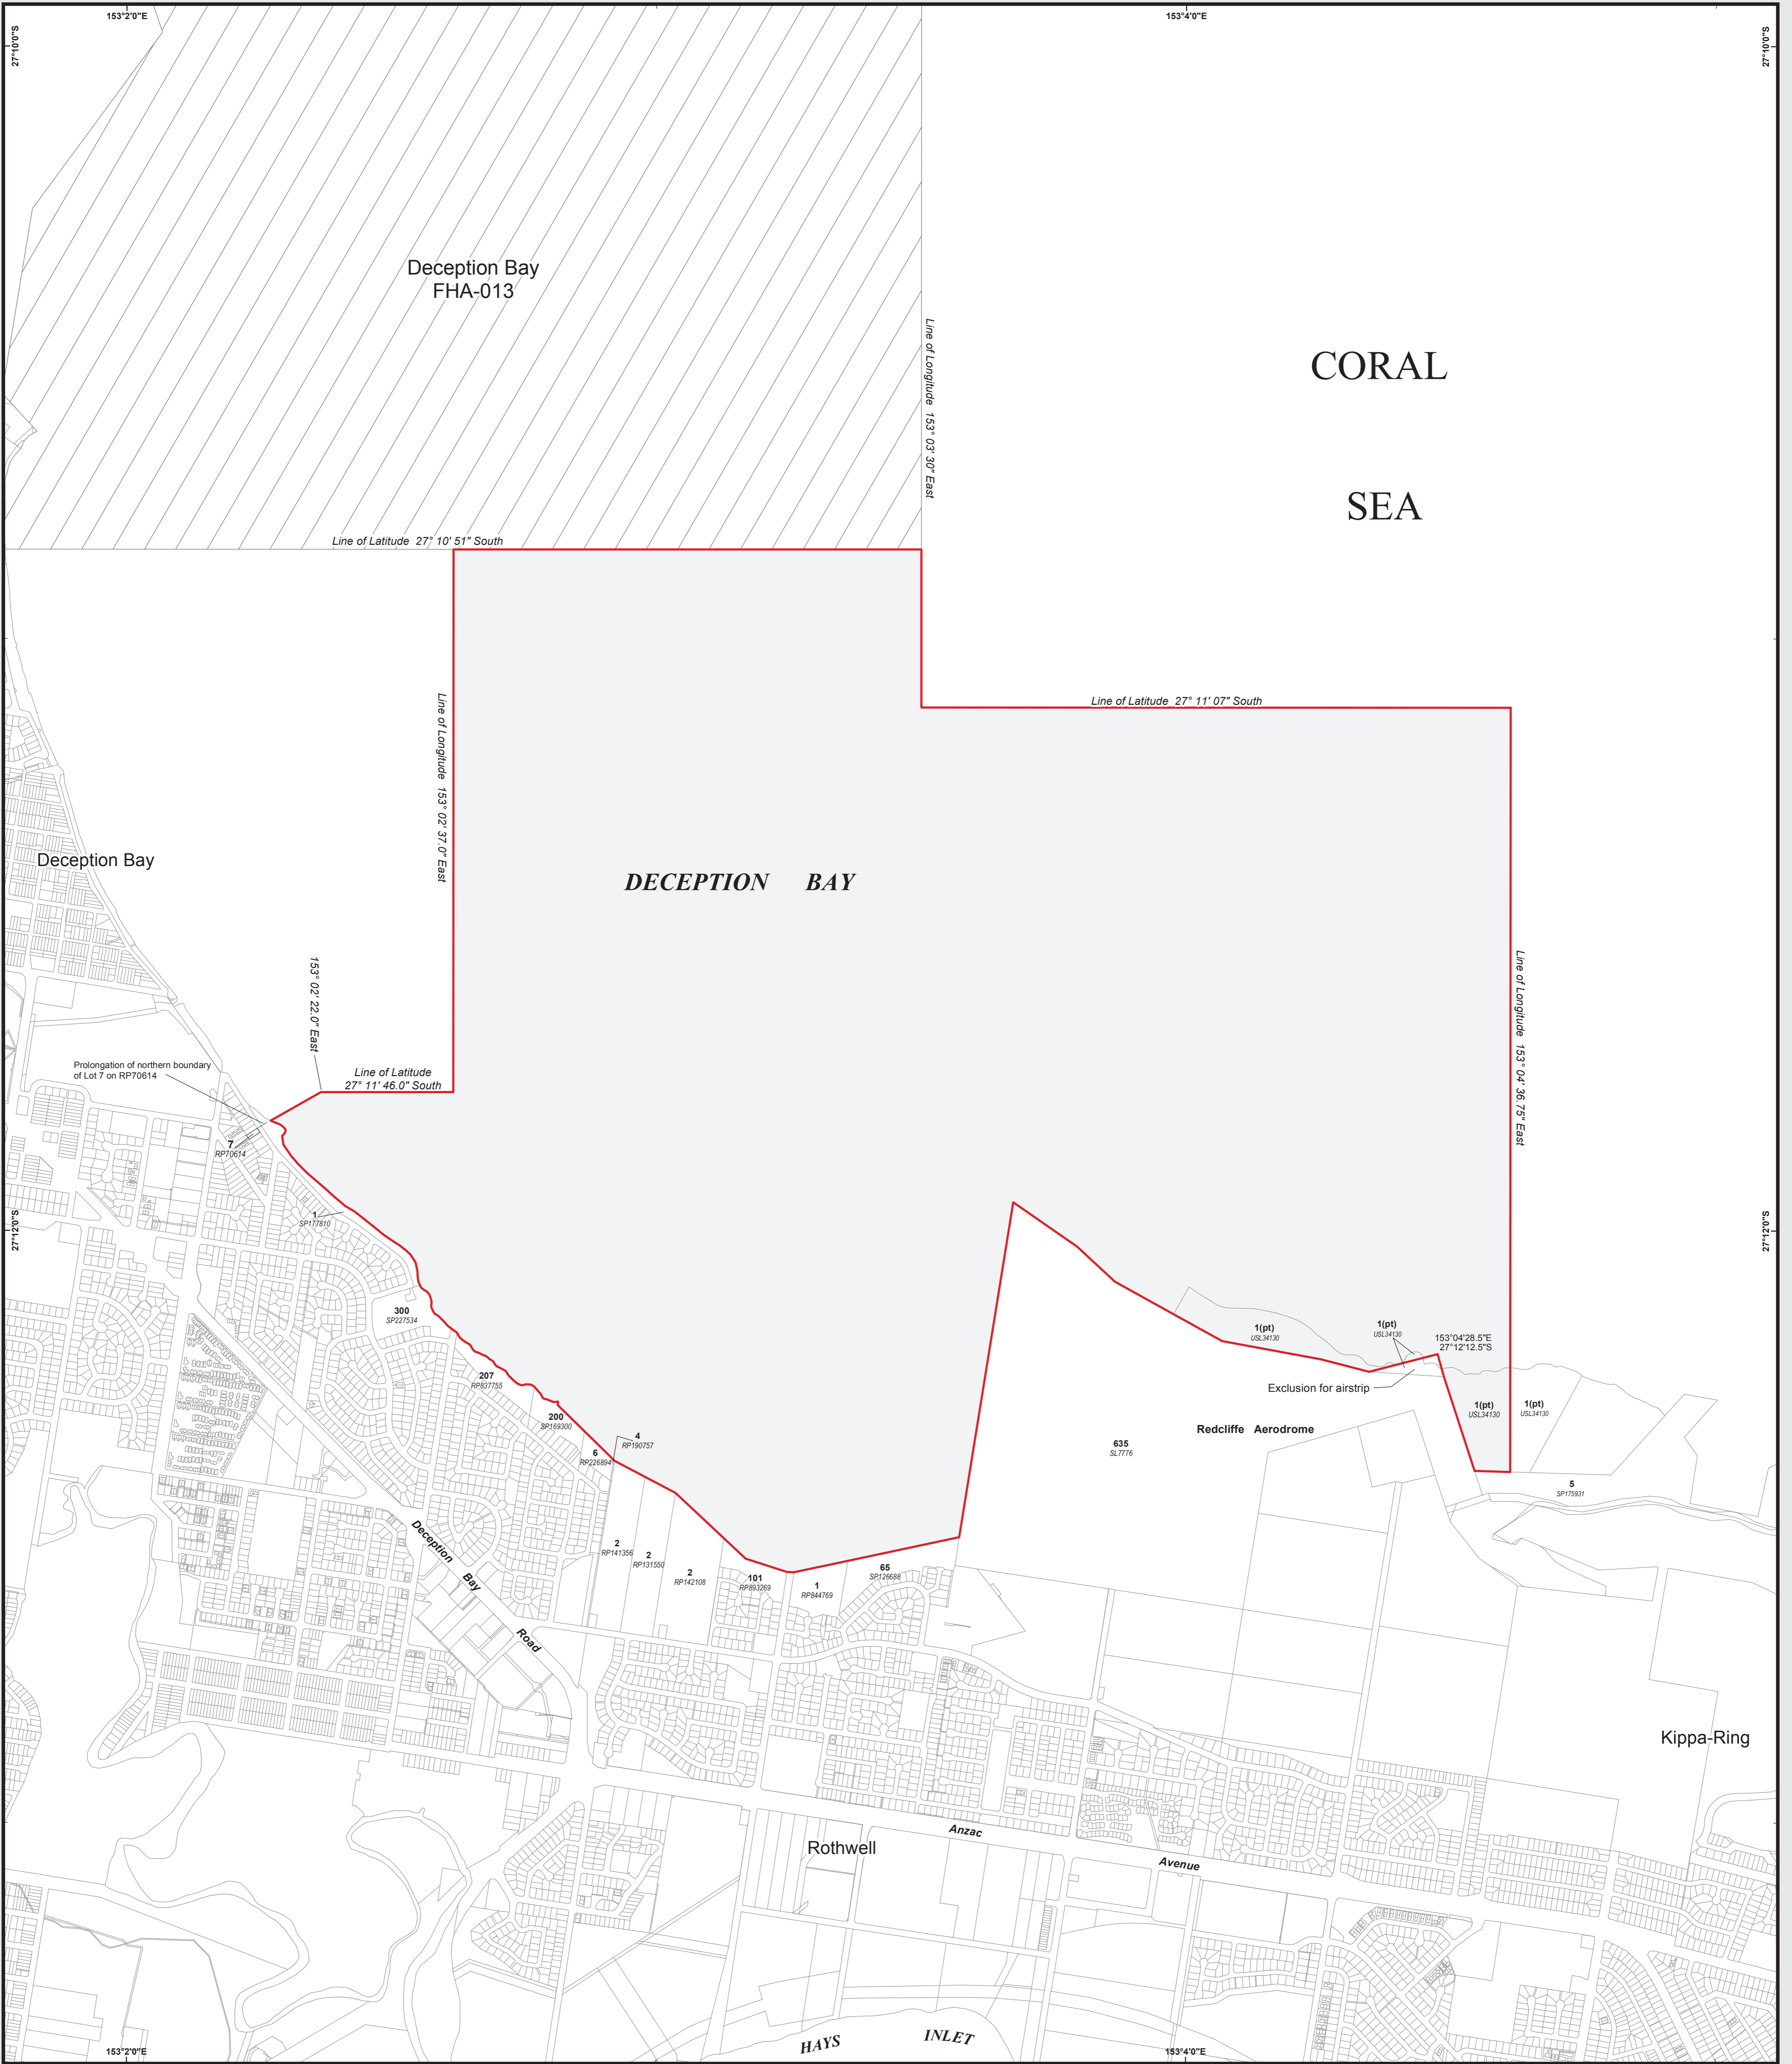 153°2'0"E
153°4'0"E
27°10'0"S
27°10'0"S
Deception Bay
FHA-013
Line of Longitude 153° 03' 30" East
CORAL
SEA
Line of Latitude 27° 10' 51" South
Line of Longitude 153° 02' 37.0" East
Line of Latitude 27° 11' 07" South
Deception Bay
DECEPTION BAY
153° 02' 22.0" East
Line of Longitude 153° 04' 36.75" East
Prolongation of northern boundary
of Lot 7 on RP70614
Line of Latitude
27° 11' 46.0" South
7
RP70614
1
SP177810
27°12'0"S
27°12'0"S
300
SP227534
1(pt)
USL34130
1(pt)
USL34130
153°04'28.5"E
27°12'12.5"S
207
RP837755
Exclusion for airstrip
200
SP169300
1(pt)
USL34130
1(pt)
USL34130
Redcliffe Aerodrome
4
RP190757
635
SL7776
6
RP226894
5
SP175931
Deception
Bay
Road
2
RP141356
2
RP131550
2
RP142108
101
RP893269
1
RP844769
65
SP126688
Kippa-Ring
Rothwell
Anzac
Avenue
HAYS INLET
153°2'0"E
153°4'0"E